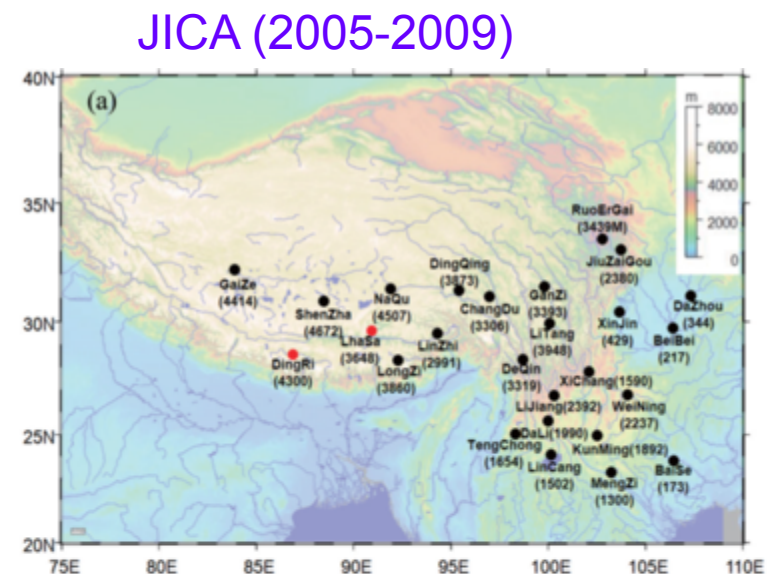 JICA (2005-2009)
40N
(a)
m
8000
6000
4000
2000
0
35N
RuoErGai
(3439M)
JiuZaiGou
(2380)
DingQing
(3873)
GaiZe
(4414)
NaQu
(4507)
ChangDu
(3306)
GanZi
(3393)
DaZhou
(344)
ShenZha
(4672)
30N
LiTang
(3948)
XinJin
(429)
BeiBei
(217)
LhaSa
(3648)
LinZhi
(2991)
DingRi
(4300)
LongZi
(3860)
DeQin
(3319)
XiChang(1590)
LiJiang(2392)
WeiNing
(2237)
25N
DaLi(1990)
TengChong
(1654)
KunMing(1892)
LinCang
(1502)
BaiSe
(173)
MengZi
(1300)
20N
75E 80E 85E 90E 95E 100E 105E 110E